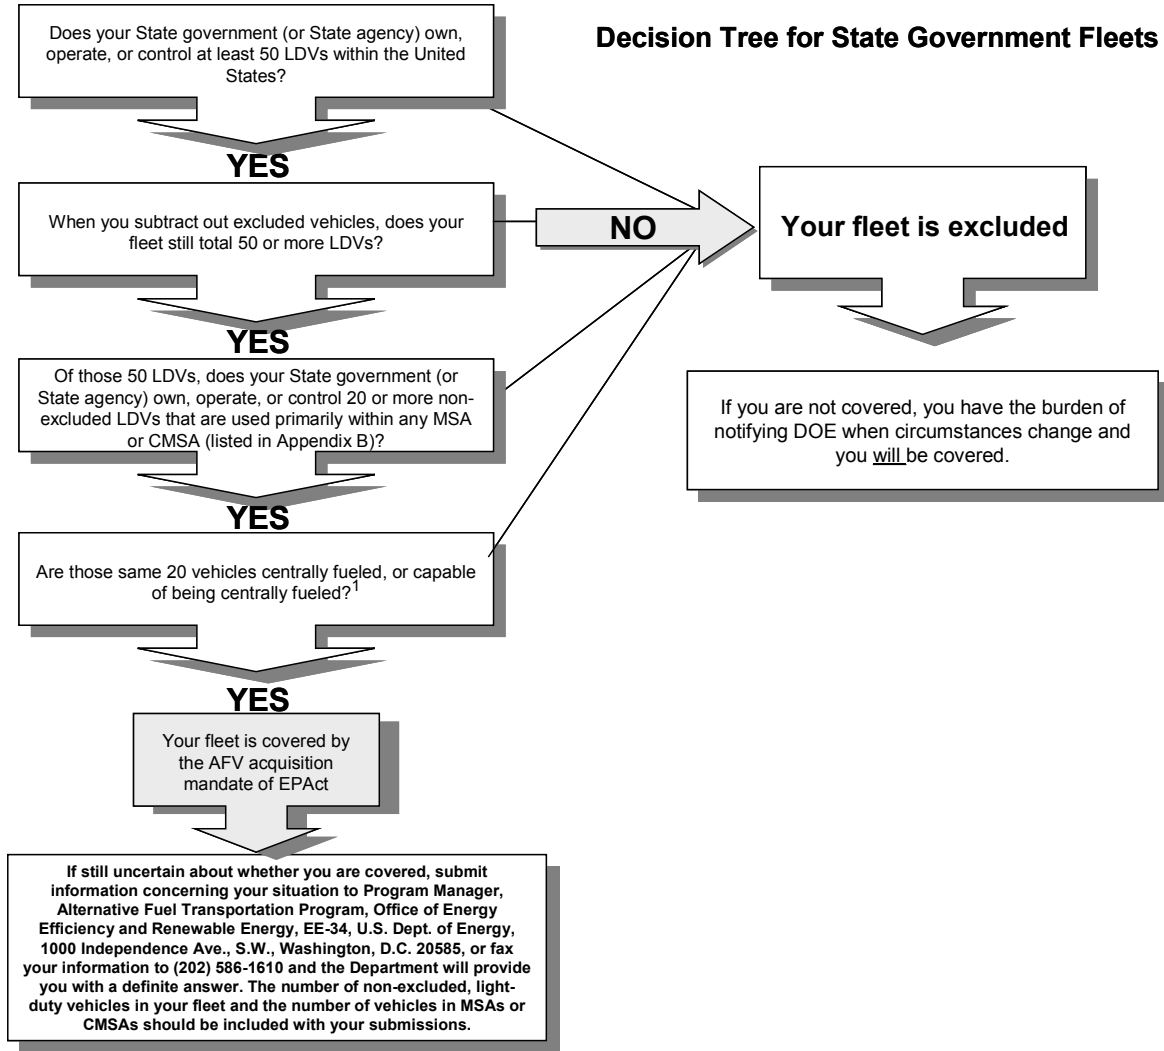 Decision Tree for State Government Fleets
Does your State government (or State agency) own,
operate, or control at least 50 LDVs within the United
States?
YES
When you subtract out excluded vehicles, does your
fleet still total 50 or more LDVs?
NO
Your fleet is excluded
YES
Of those 50 LDVs, does your State government (or
State agency) own, operate, or control 20 or more non-
excluded LDVs that are used primarily within any MSA
or CMSA (listed in Appendix B)?
If you are not covered, you have the burden of
notifying DOE when circumstances change and
you will be covered.
YES
Are those same 20 vehicles centrally fueled, or capable
of being centrally fueled?1
YES
Your fleet is covered by
the AFV acquisition
mandate of EPAct
If still uncertain about whether you are covered, submit
information concerning your situation to Program Manager,
Alternative Fuel Transportation Program, Office of Energy
Efficiency and Renewable Energy, EE-34, U.S. Dept. of Energy,
1000 Independence Ave., S.W., Washington, D.C. 20585, or fax
your information to (202) 586-1610 and the Department will provide
you with a definite answer. The number of non-excluded, light-
duty vehicles in your fleet and the number of vehicles in MSAs or
CMSAs should be included with your submissions.